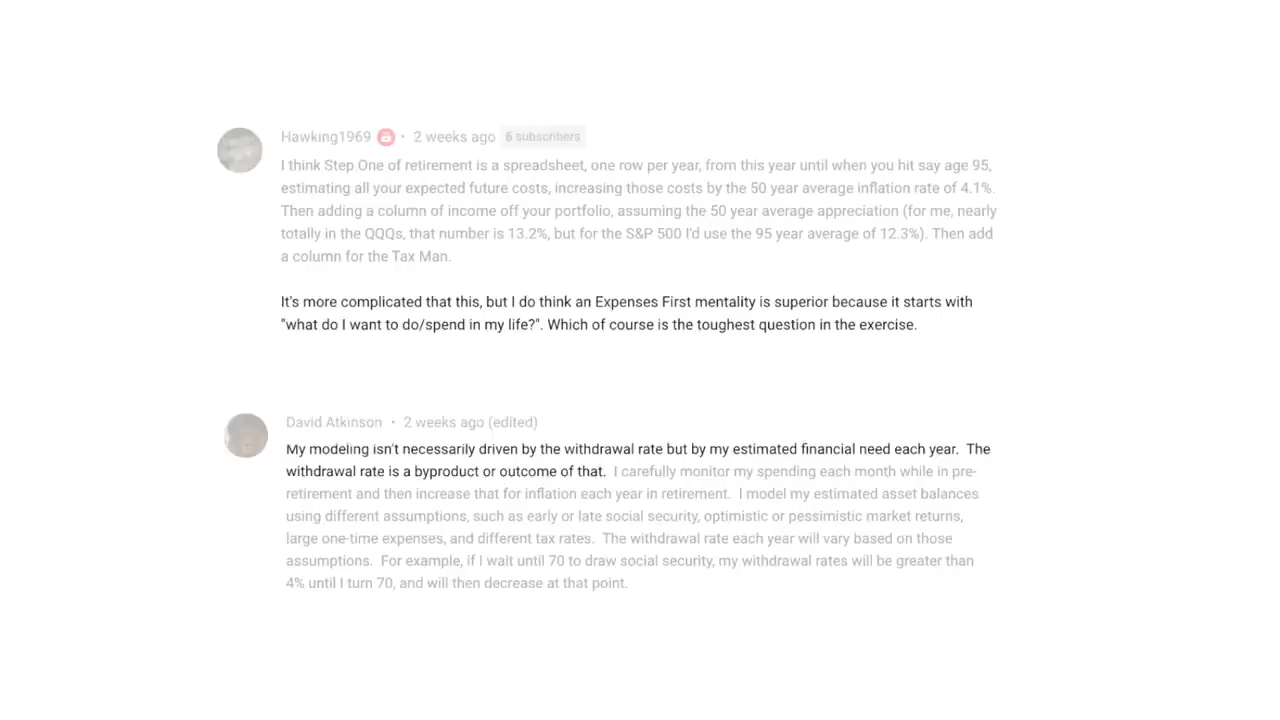 Hawking1969 • 2 weeks ago 6 subscribers
I think Step One of retirement is a spreadsheet, one row per year, from this year until when you hit say age 95,
estimating all your expected future costs, increasing those costs by the 50 year average inflation rate of 4.1%.
Then adding a column of income off your portfolio, assuming the 50 year average appreciation (for me, nearly
totally in the QQQs, that number is 13.2%, but for the S&P 500 I'd use the 95 year average of 12.3%). Then add
a column for the Tax Man.
It's more complicated that this, but I do think an Expenses First mentality is superior because it starts with
"what do I want to do/spend in my life?". Which of course is the toughest question in the exercise.
David Atkinson • 2 weeks ago (edited)
My modeling isn't necessarily driven by the withdrawal rate but by my estimated financial need each year. The
withdrawal rate is a byproduct or outcome of that. I carefully monitor my spending each month while in pre-
retirement and then increase that for inflation each year in retirement. I model my estimated asset balances
using different assumptions, such as early or late social security, optimistic or pessimistic market returns,
large one-time expenses, and different tax rates. The withdrawal rate each year will vary based on those
assumptions. For example, if I wait until 70 to draw social security, my withdrawal rates will be greater than
4% until I turn 70, and will then decrease at that point.